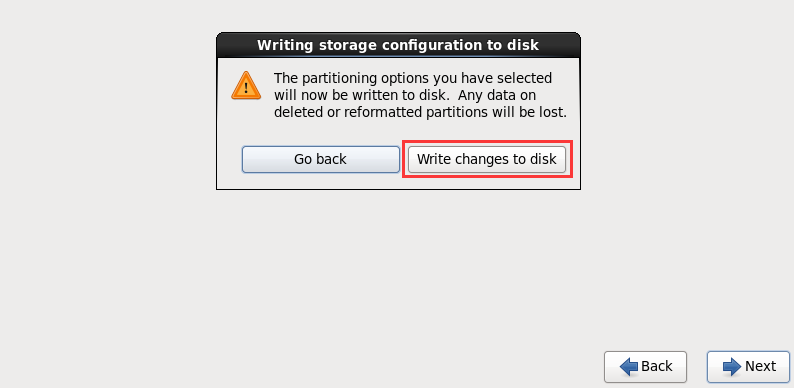 Writing storage configuration to disk
The partitioning options you have selected
will now be written to disk.  Any data on
deleted or reformatted partitions will be lost.
Go back
Write changes to disk
Back
Next